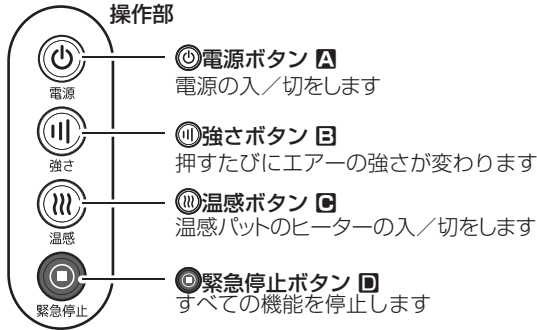 操作部
電源ボタン A
電源の入／切をします
電源
強さボタン B
押すたびにエアーの強さが変わります
強さ
温感ボタン C
温感パットのヒーターの入／切をします
温感
緊急停止ボタン D
すべての機能を停止します
緊急停止